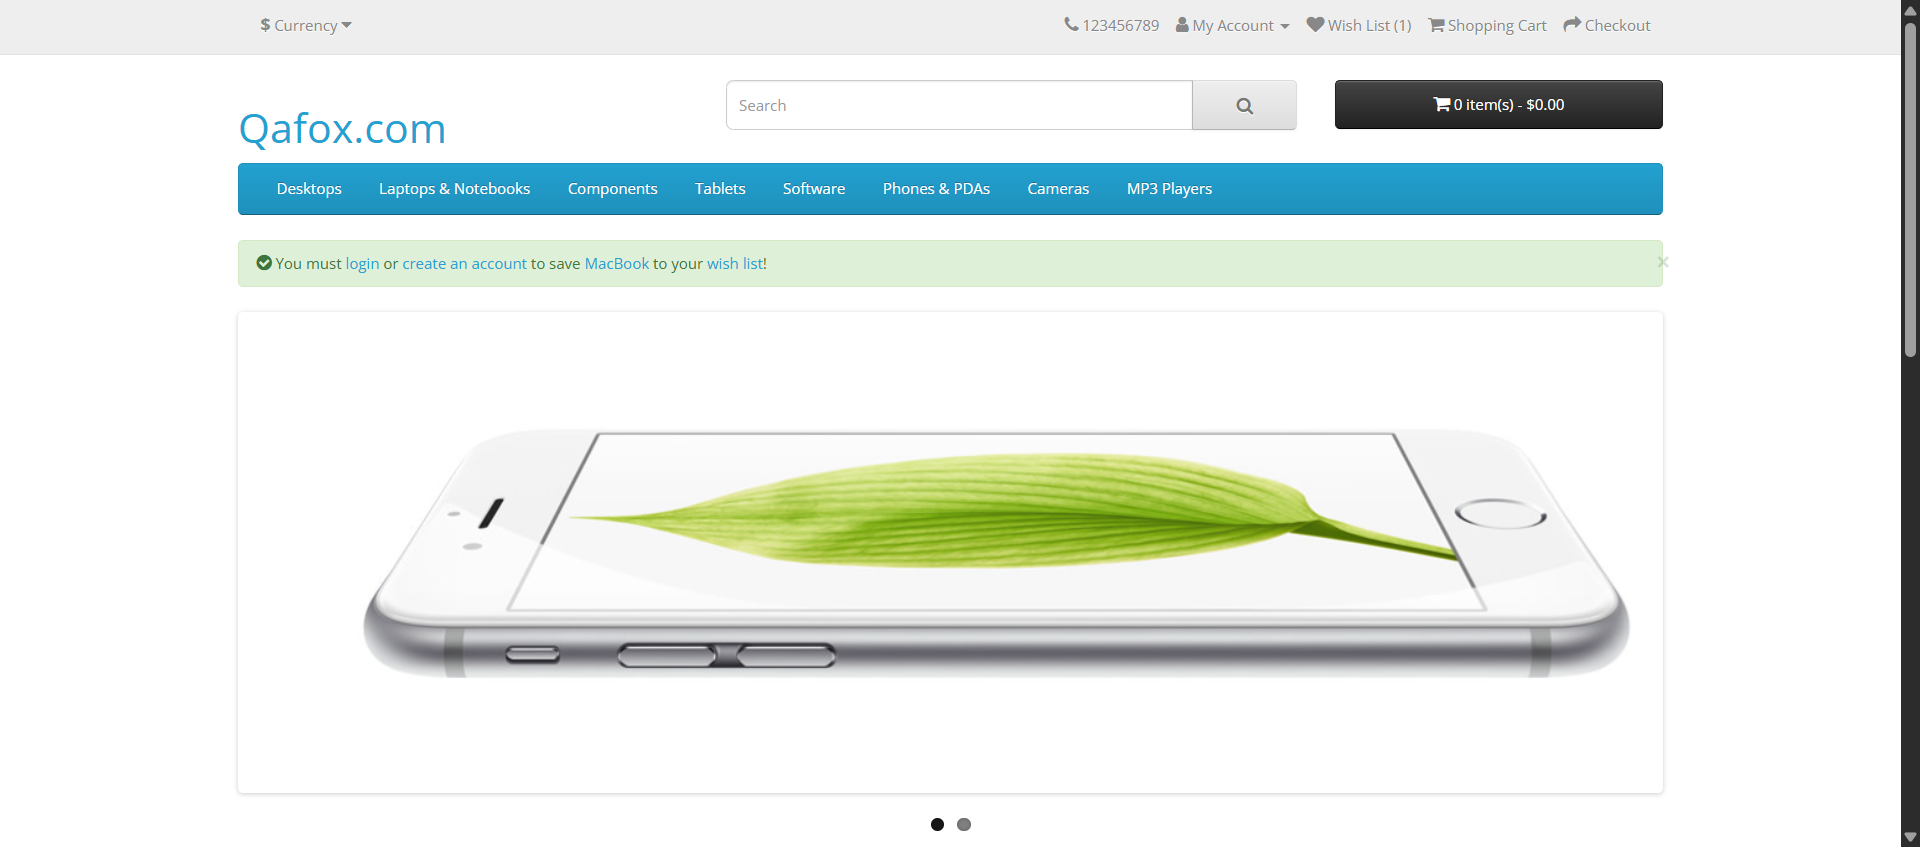 $ Currency
123456789 My Account Wish List (1) Shopping Cart Checkout
Search
0 item(s) - $0.00
Qafox.com
Desktops Laptops & Notebooks Components Tablets Software Phones & PDAs Cameras MP3 Players
You must login or create an account to save MacBook to your wish list!
×